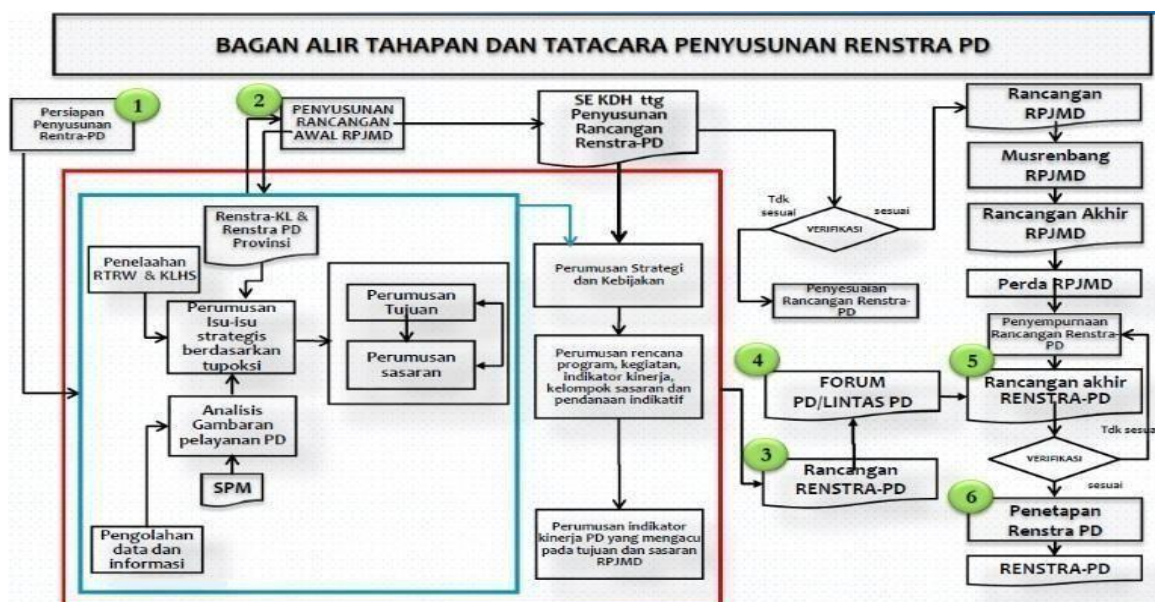 BAGAN ALIR TAHAPAN DAN TATACARA PENYUSUNAN RENSTRA PD
1
Persiapan
Penyusunan
Rentra-PD
2
PENYUSUNAN
RANCANGAN
AWAL RPJMD
SE KDH ttg
Penyusunan
Rancangan
Renstra-PD
Rancangan
RPJMD
Musrenbang
RPJMD
Rancangan Akhir
RPJMD
Perda RPJMD
Penyempurnaan
Rancangan Renstra-
PD
Tdk
sesuai
sesuai
VERIFIKASI
Penyesuaian
Rancangan Renstra-
PD
Renstra-KL &
Renstra PD
Provinsi
Penelaahan
RTRW & KLHS
Perumusan
Isu-isu
strategis
berdasarkan
tupoksi
Perumusan
Tujuan
Perumusan
sasaran
Analisis
Gambaran
pelayanan PD
SPM
Pengolahan
data dan
informasi
Perumusan Strategi
dan Kebijakan
Perumusan rencana
program, kegiatan,
indikator kinerja,
kelompok sasaran dan
pendanaan indikatif
Perumusan indikator
kinerja PD yang mengacu
pada tujuan dan sasaran
RPJMD
3
Rancangan
RENSTRA-PD
4
FORUM
PD/LINTAS PD
5
Rancangan akhir
RENSTRA-PD
Tdk sesuai
VERIFIKASI
sesuai
6
Penetapan
Renstra PD
RENSTRA-PD